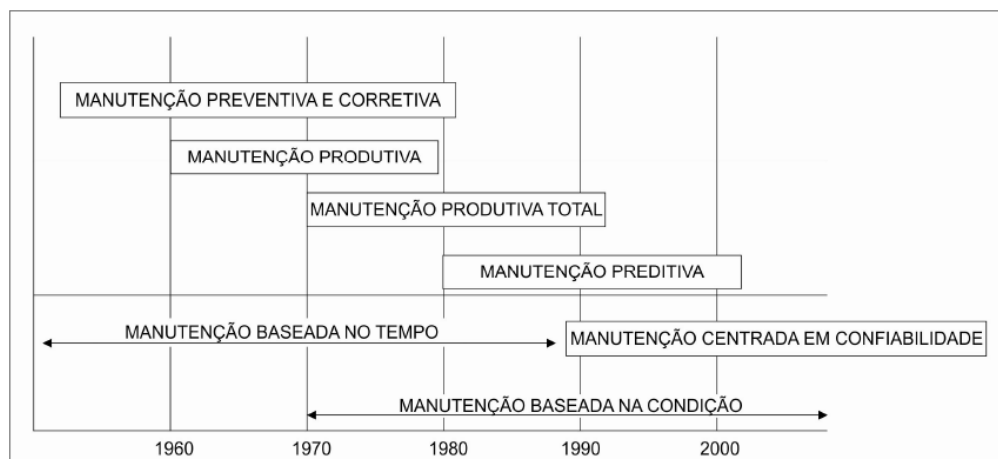 MANUTENÇÃO PREVENTIVA E CORRETIVA
MANUTENÇÃO PRODUTIVA
MANUTENÇÃO PRODUTIVA TOTAL
MANUTENÇÃO PREDITIVA
MANUTENÇÃO BASEADA NO TEMPO
MANUTENÇÃO CENTRADA EM CONFIABILIDADE
MANUTENÇÃO BASEADA NA CONDIÇÃO
1960 1970 1980 1990 2000